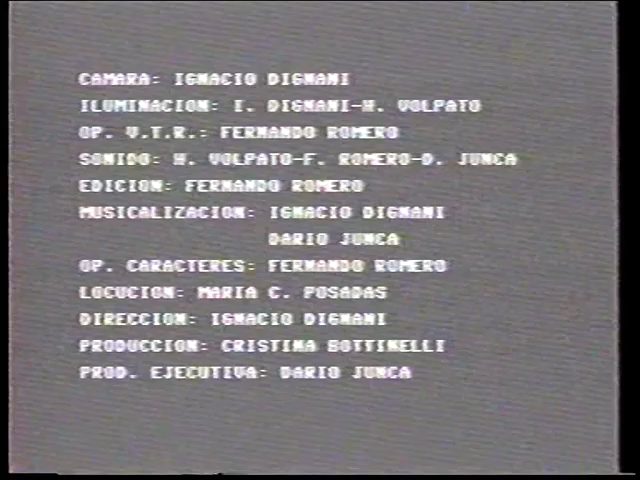 CAMARA: IGNACIO DIGNANI
ILUMINACION: I. DIGNANI-H. VOLPATO
OP. V.T.R.: FERNANDO ROMERO
SONIDO: H. VOLPATO-F. ROMERO-D. JUNCA
EDICION: FERNANDO ROMERO
MUSICALIZACION: IGNACIO DIGNANI
DARIO JUNCA
OP. CARACTERES: FERNANDO ROMERO
LOCUCION: MARIA C. POSADAS
DIRECCION: IGNACIO DIGNANI
PRODUCCION: CRISTINA BOTTINELLI
PROD. EJECUTIVA: DARIO JUNCA